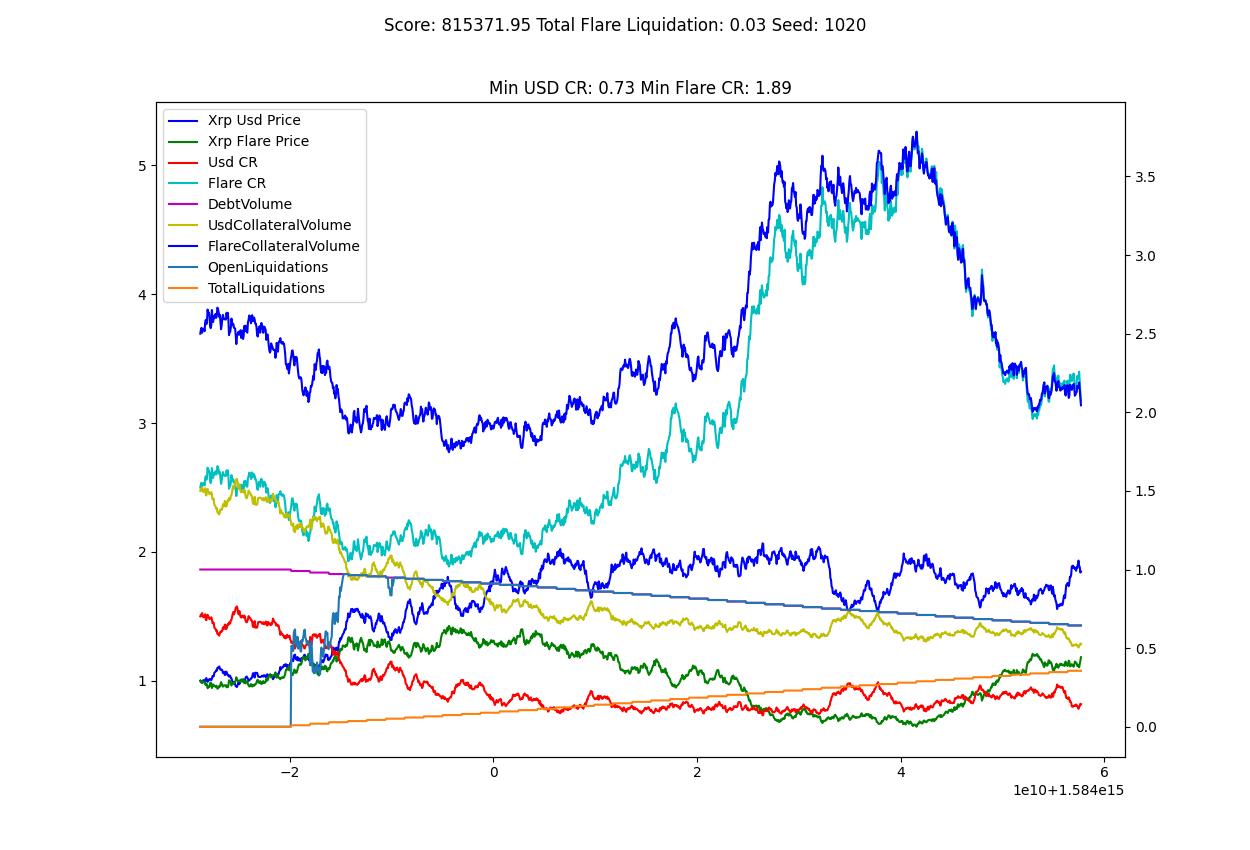 Score: 815371.95 Total Flare Liquidation: 0.03 Seed: 1020
Min USD CR: 0.73 Min Flare CR: 1.89
Xrp Usd Price
Xrp Flare Price
Usd CR
Flare CR
DebtVolume
UsdCollateralVolume
FlareCollateralVolume
OpenLiquidations
TotalLiquidations
5
4
3
2
1
3.5
3.0
2.5
2.0
1.5
1.0
0.5
0.0
−2 0 2 4 6
1e10+1.584e15